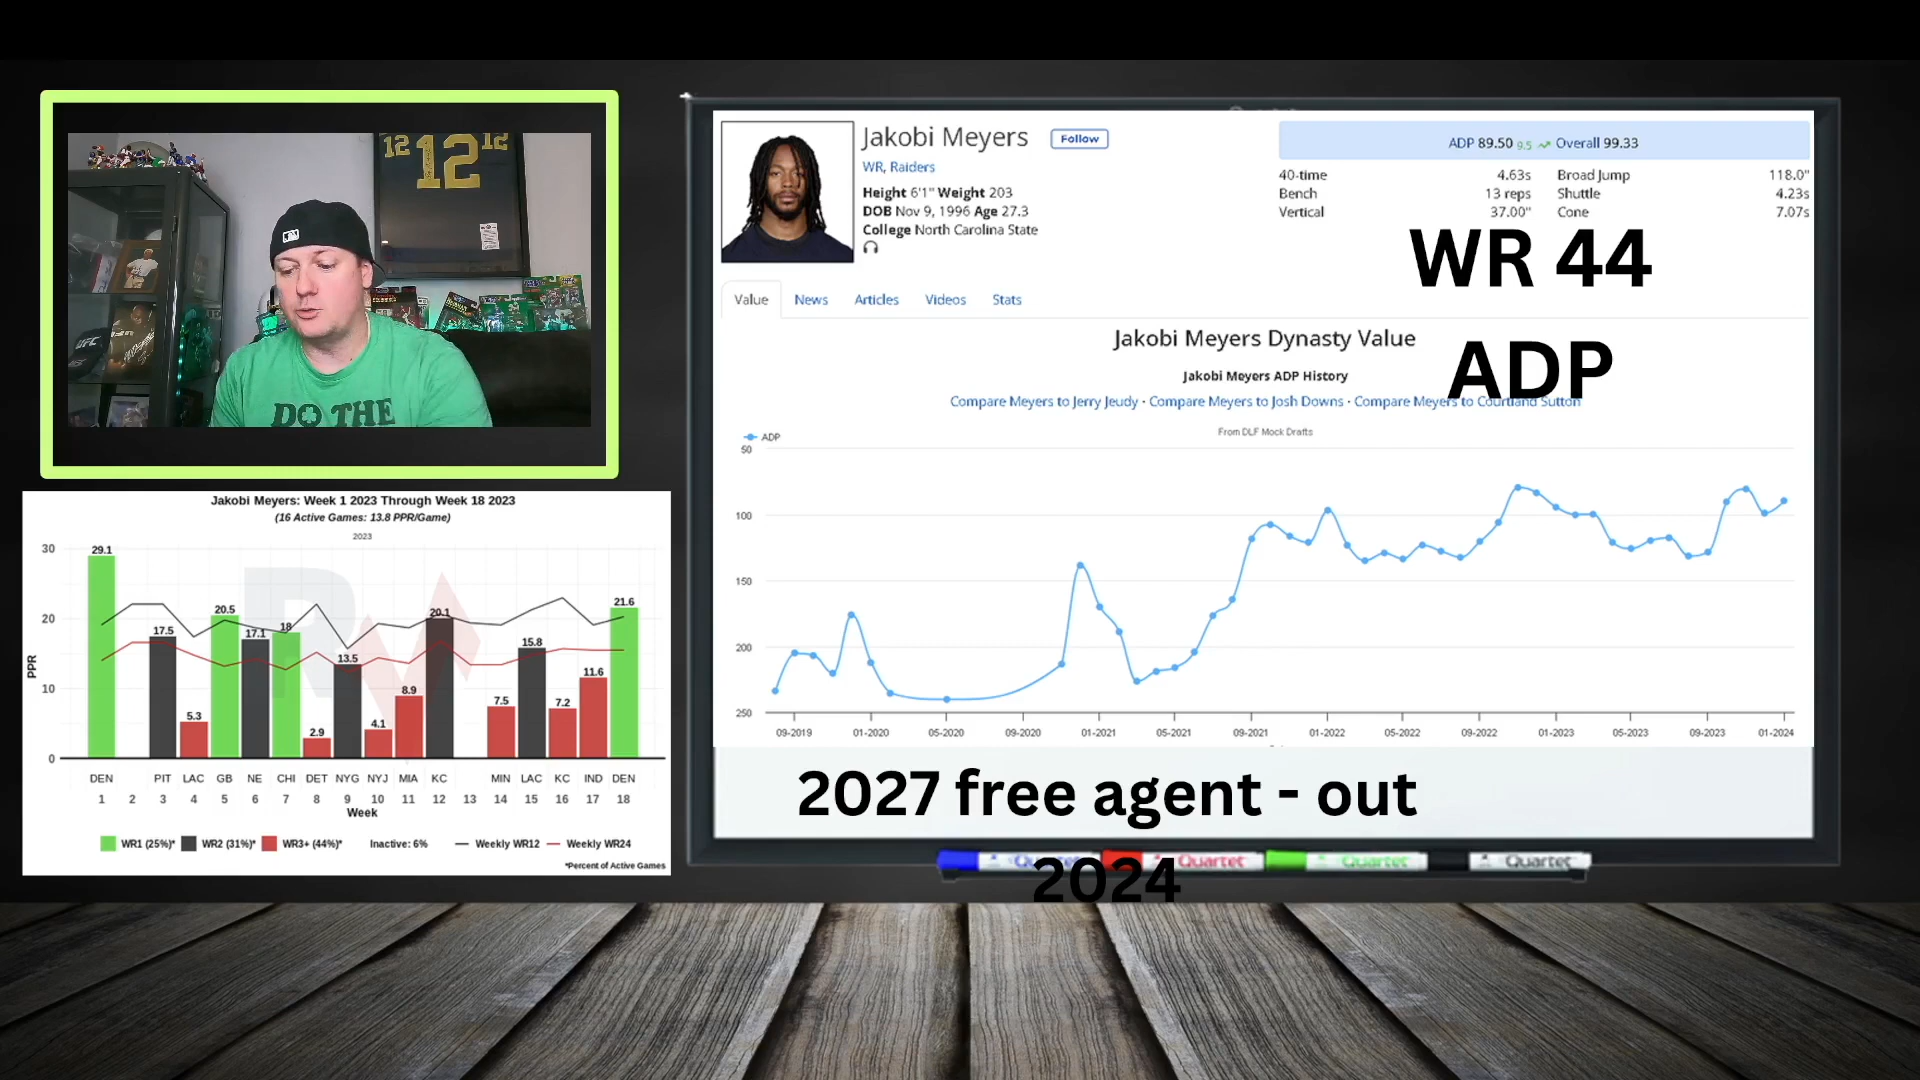 12 12 12
UFC
DO THE
Jakobi Meyers
Follow
WR, Raiders
Height 6'1" Weight 203
DOB Nov 9, 1996 Age 27.3
College North Carolina State
ADP 89.50 9.5 Overall 99.33
40-time 4.63s Broad Jump 118.0"
Bench 13 reps Shuttle 4.23s
Vertical 37.00" Cone 7.07s
WR 44
ADP
Value News Articles Videos Stats
Jakobi Meyers Dynasty Value
Jakobi Meyers ADP History
Compare Meyers to Jerry Jeudy · Compare Meyers to Josh Downs · Compare Meyers to Courtland Sutton
From DLF Mock Drafts
ADP
50
100
150
200
250
09-2019 01-2020 05-2020 09-2020 01-2021 05-2021 09-2021 01-2022 05-2022 09-2022 01-2023 05-2023 09-2023 01-2024
2027 free agent - out
2024
Quartet Quartet Quartet Quartet
Jakobi Meyers: Week 1 2023 Through Week 18 2023
(16 Active Games: 13.8 PPR/Game)
2023
PPR
30
20
10
0
29.1 17.5 5.3 20.5 17.1 18 2.9 13.5 4.1 8.9 20.1 7.5 15.8 7.2 11.6 21.6
DEN PIT LAC GB NE CHI DET NYG NYJ MIA KC MIN LAC KC IND DEN
1 2 3 4 5 6 7 8 9 10 11 12 13 14 15 16 17 18
Week
WR1 (25%)* WR2 (31%)* WR3+ (44%)* Inactive: 6% Weekly WR12 Weekly WR24
*Percent of Active Games